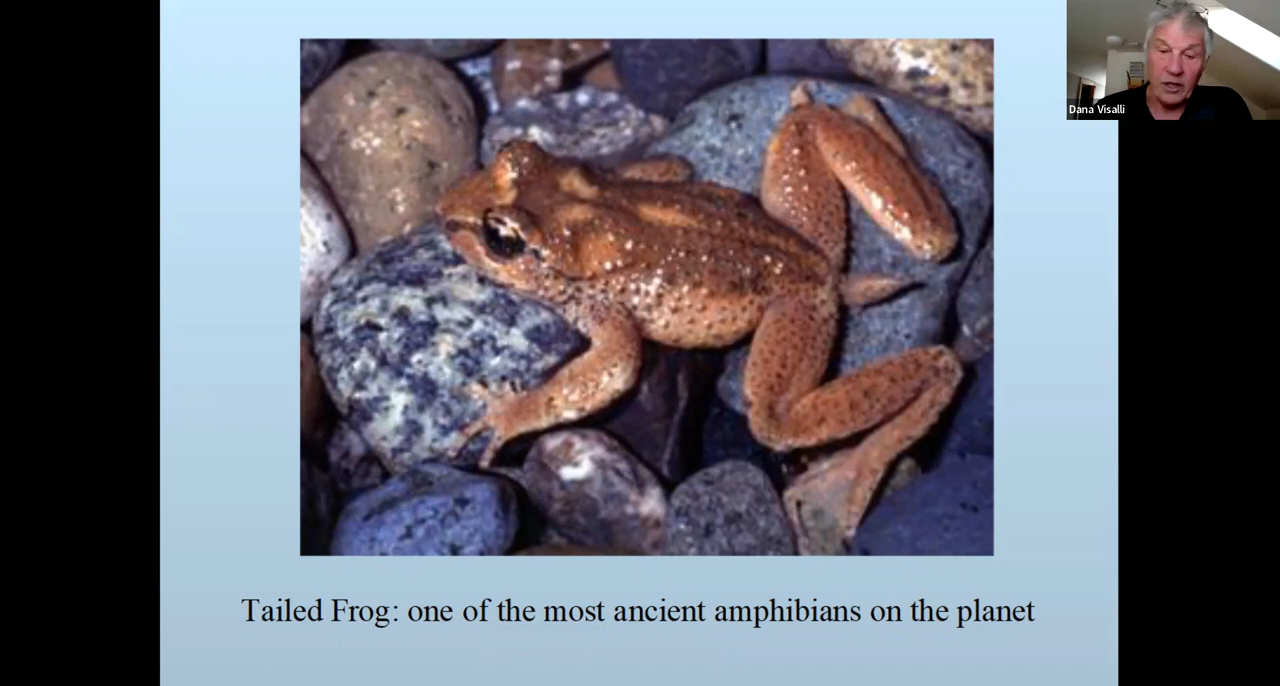 Dana Visalli
Tailed Frog: one of the most ancient amphibians on the planet